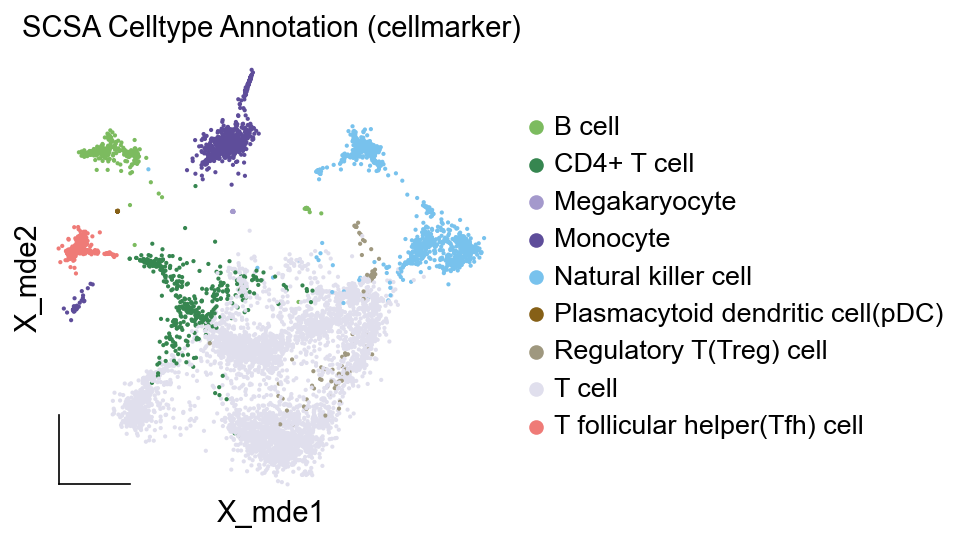 SCSA Celltype Annotation (cellmarker)
B cell
CD4+ T cell
Megakaryocyte
Monocyte
Natural killer cell
Plasmacytoid dendritic cell(pDC)
Regulatory T(Treg) cell
T cell
T follicular helper(Tfh) cell
X_mde2
X_mde1